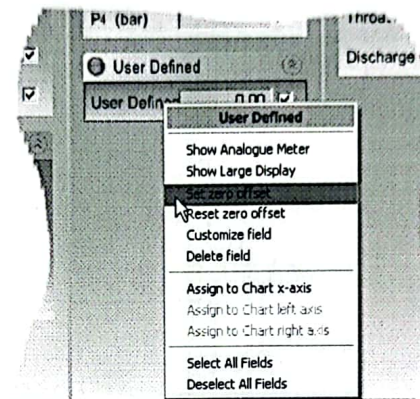 P4 (bar)
Throa
Discharge
User Defined
User Defined 0.00
User Defined
Show Analogue Meter
Show Large Display
Set zero offset
Reset zero offset
Customize field
Delete field
Assign to Chart x-axis
Assign to Chart left axis
Assign to Chart right axis
Select All Fields
Deselect All Fields